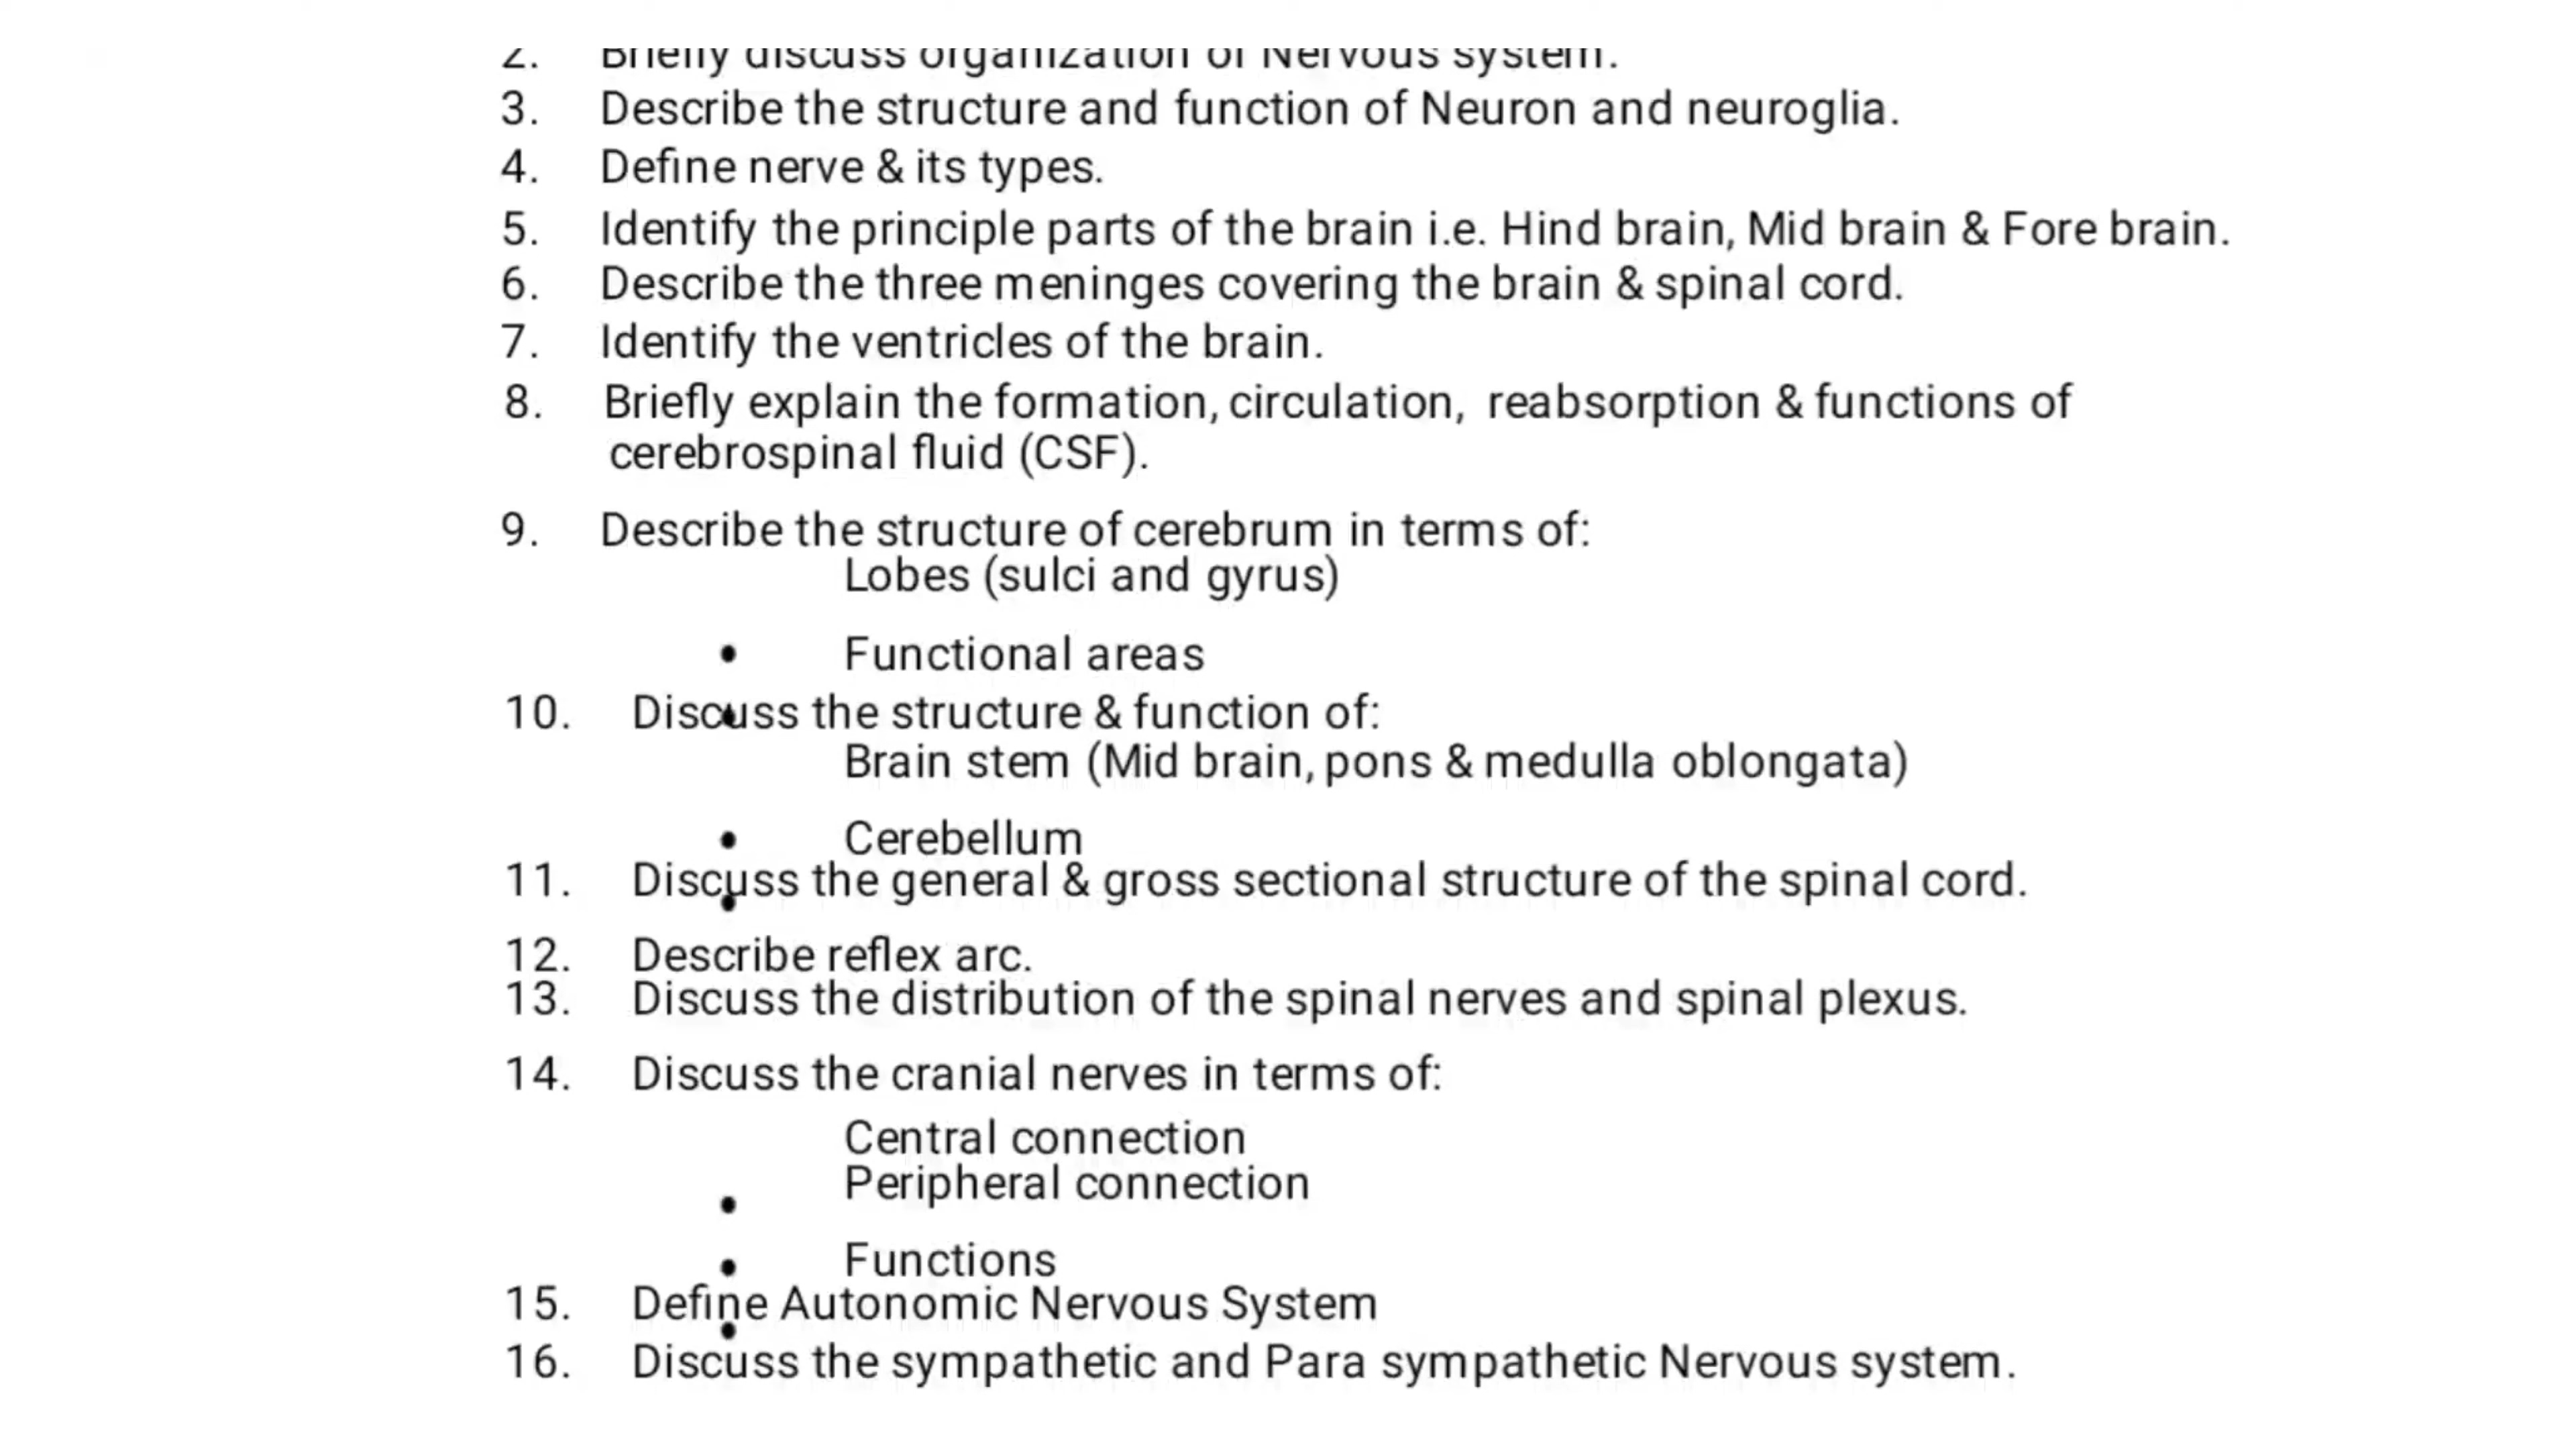 2. Briefly discuss organization of Nervous system.
3. Describe the structure and function of Neuron and neuroglia.
4. Define nerve & its types.
5. Identify the principle parts of the brain i.e. Hind brain, Mid brain & Fore brain.
6. Describe the three meninges covering the brain & spinal cord.
7. Identify the ventricles of the brain.
8. Briefly explain the formation, circulation, reabsorption & functions of
cerebrospinal fluid (CSF).
9. Describe the structure of cerebrum in terms of:
Lobes (sulci and gyrus)
• Functional areas
10. Discuss the structure & function of:
Brain stem (Mid brain, pons & medulla oblongata)
• Cerebellum
11. Discuss the general & gross sectional structure of the spinal cord.
12. Describe reflex arc.
13. Discuss the distribution of the spinal nerves and spinal plexus.
14. Discuss the cranial nerves in terms of:
Central connection
Peripheral connection
• Functions
15. Define Autonomic Nervous System
16. Discuss the sympathetic and Para sympathetic Nervous system.